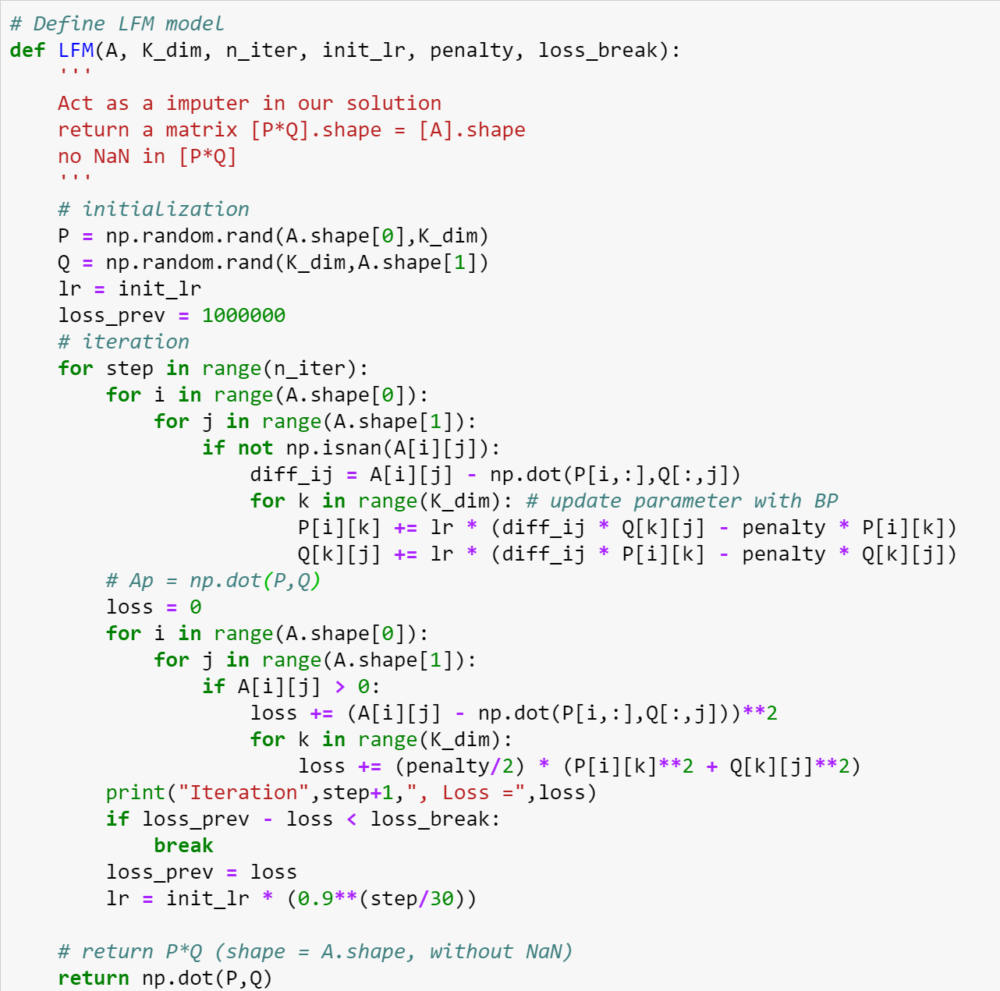 # Define LFM model
def LFM(A, K_dim, n_iter, init_lr, penalty, loss_break):
    '''
    Act as a imputer in our solution
    return a matrix [P*Q].shape = [A].shape
    no NaN in [P*Q]
    '''
    # initialization
    P = np.random.rand(A.shape[0],K_dim)
    Q = np.random.rand(K_dim,A.shape[1])
    lr = init_lr
    loss_prev = 1000000
    # iteration
    for step in range(n_iter):
        for i in range(A.shape[0]):
            for j in range(A.shape[1]):
                if not np.isnan(A[i][j]):
                    diff_ij = A[i][j] - np.dot(P[i,:],Q[:,j])
                    for k in range(K_dim): # update parameter with BP
                        P[i][k] += lr * (diff_ij * Q[k][j] - penalty * P[i][k])
                        Q[k][j] += lr * (diff_ij * P[i][k] - penalty * Q[k][j])
        # Ap = np.dot(P,Q)
        loss = 0
        for i in range(A.shape[0]):
            for j in range(A.shape[1]):
                if A[i][j] > 0:
                    loss += (A[i][j] - np.dot(P[i,:],Q[:,j]))**2
                    for k in range(K_dim):
                        loss += (penalty/2) * (P[i][k]**2 + Q[k][j]**2)
        print("Iteration",step+1,", Loss =",loss)
        if loss_prev - loss < loss_break:
            break
        loss_prev = loss
        lr = init_lr * (0.9**(step/30))
    # return P*Q (shape = A.shape, without NaN)
    return np.dot(P,Q)